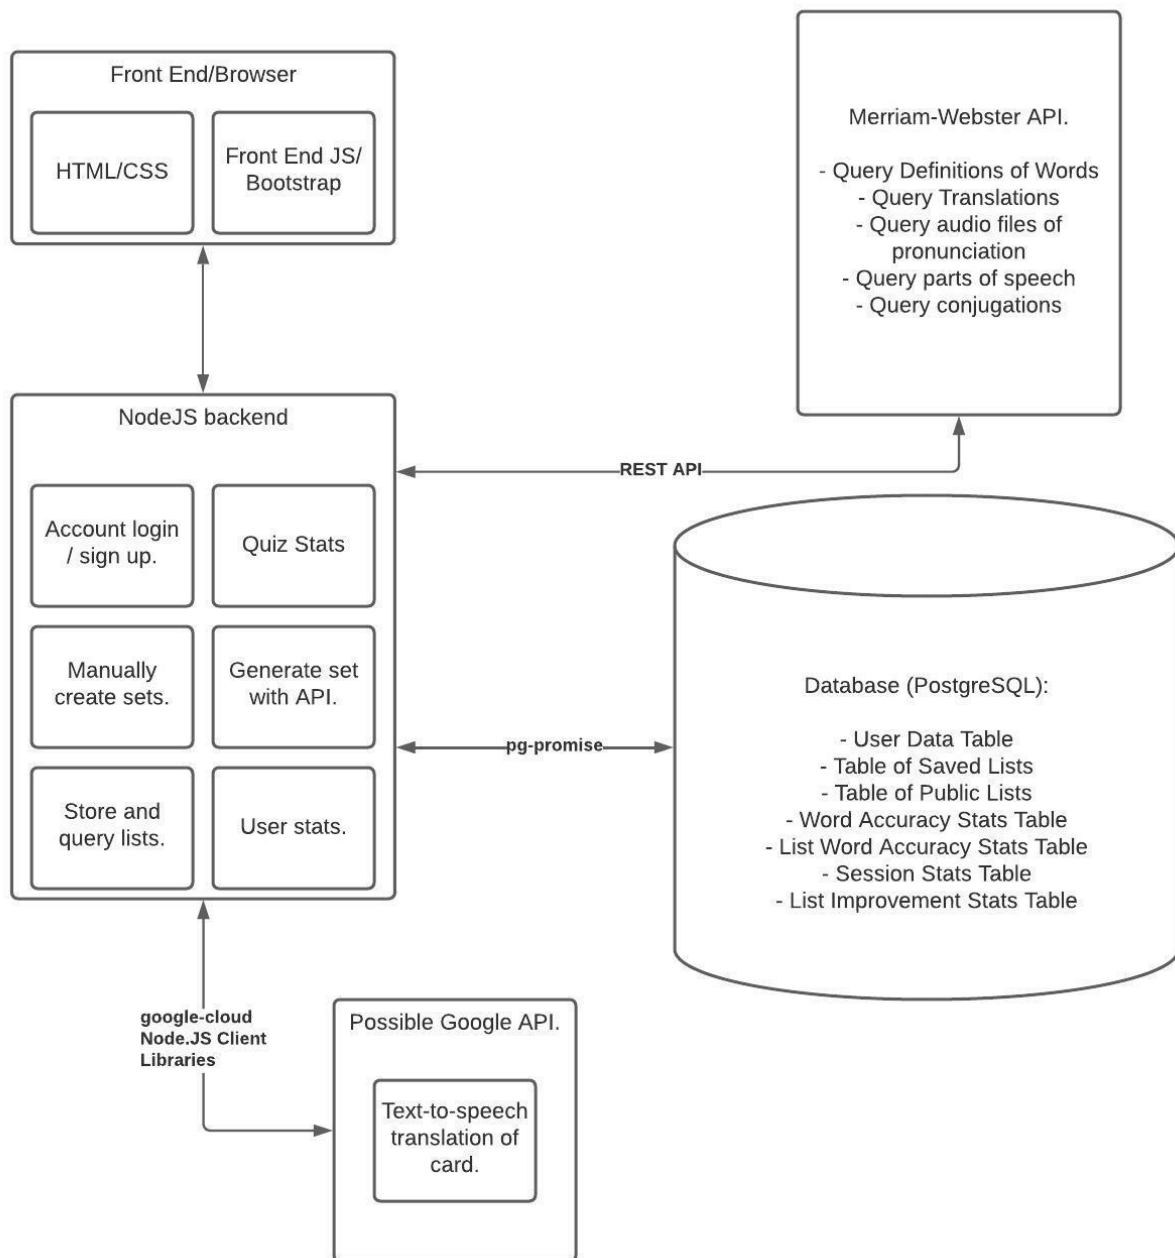 Front End/Browser
HTML/CSS
Front End JS/
Bootstrap
Merriam-Webster API.
- Query Definitions of Words
- Query Translations
- Query audio files of
pronunciation
- Query parts of speech
- Query conjugations
NodeJS backend
REST API
Account login
/ sign up.
Quiz Stats
Manually
create sets.
Generate set
with API.
Store and
query lists.
User stats.
pg-promise
Database (PostgreSQL):
- User Data Table
- Table of Saved Lists
- Table of Public Lists
- Word Accuracy Stats Table
- List Word Accuracy Stats Table
- Session Stats Table
- List Improvement Stats Table
google-cloud
Node.JS Client
Libraries
Possible Google API.
Text-to-speech
translation of
card.